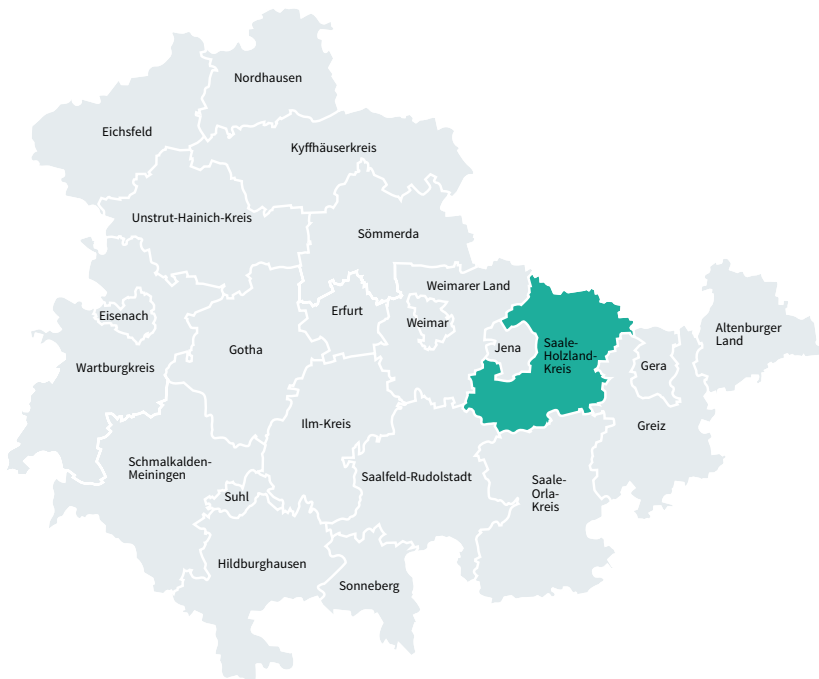 Nordhausen
Eichsfeld
Kyffhäuserkreis
Unstrut-Hainich-Kreis
Sömmerda
Weimarer Land
Eisenach
Erfurt
Weimar
Altenburger
Land
Gotha
Jena
Saale-
Holzland-
Kreis
Gera
Wartburgkreis
Ilm-Kreis
Greiz
Schmalkalden-
Meiningen
Saalfeld-Rudolstadt
Saale-
Orla-
Kreis
Suhl
Hildburghausen
Sonneberg